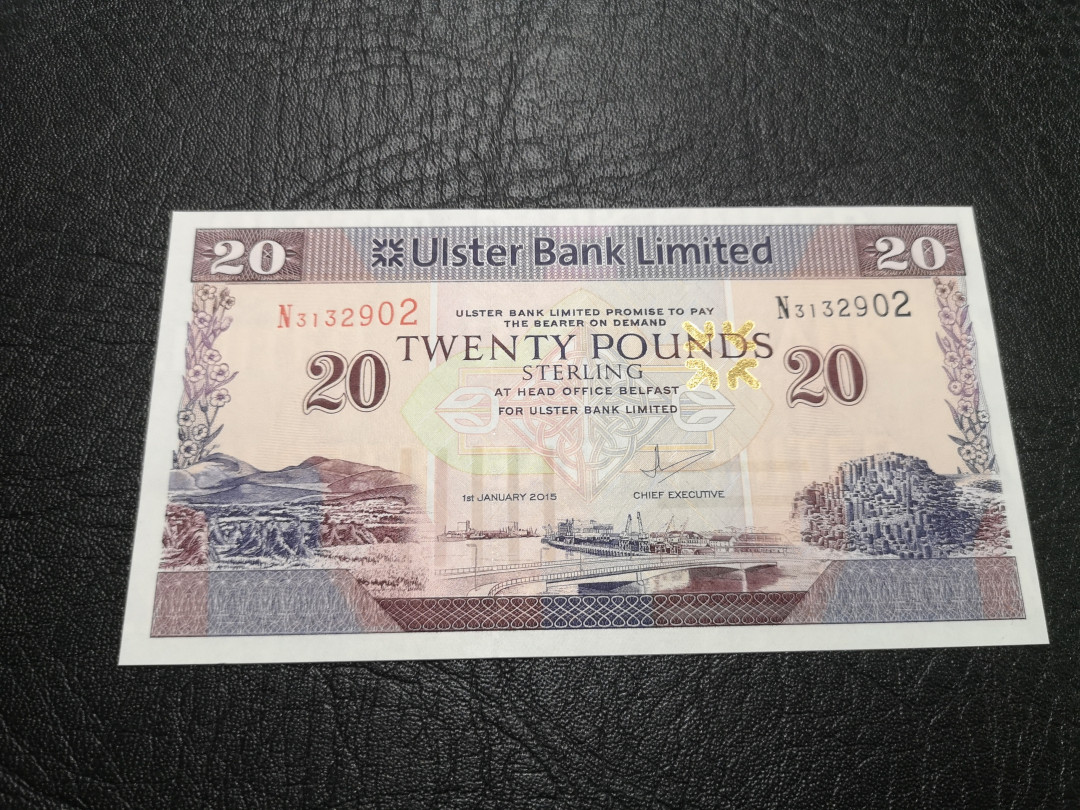 20 Ulster Bank Limited 20
N3132902 N3132902
ULSTER BANK LIMITED PROMISE TO PAY
THE BEARER ON DEMAND
20 TWENTY POUNDS 20
STERLING
AT HEAD OFFICE BELFAST
FOR ULSTER BANK LIMITED
1st JANUARY 2015 CHIEF EXECUTIVE